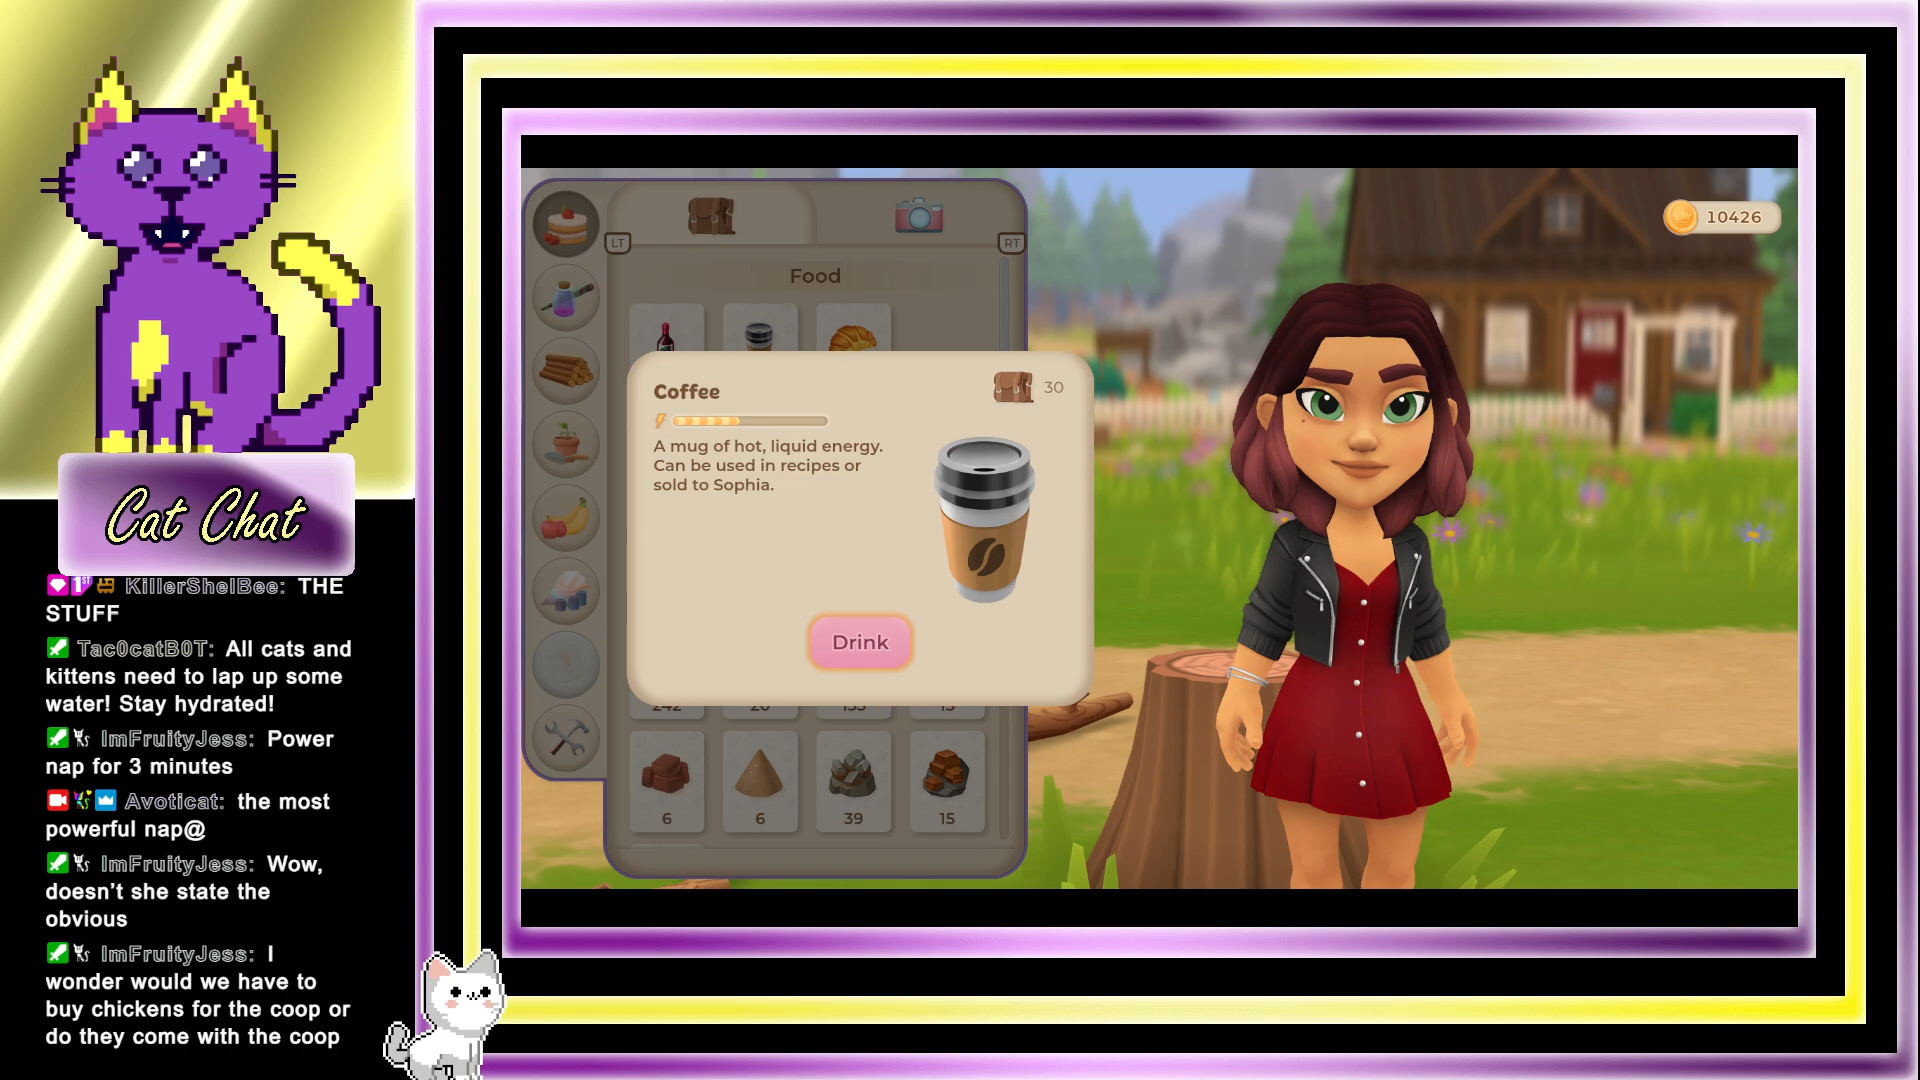 10426
LT
RT
Food
Coffee
30
A mug of hot, liquid energy.
Can be used in recipes or
sold to Sophia.
Drink
242
20
15
6
6
39
15
Cat Chat
1ST KillerShelBee: THE
STUFF
Tac0catB0T: All cats and
kittens need to lap up some
water! Stay hydrated!
ImFruityJess: Power
nap for 3 minutes
Avoticat: the most
powerful nap@
ImFruityJess: Wow,
doesn't she state the
obvious
ImFruityJess: I
wonder would we have to
buy chickens for the coop or
do they come with the coop